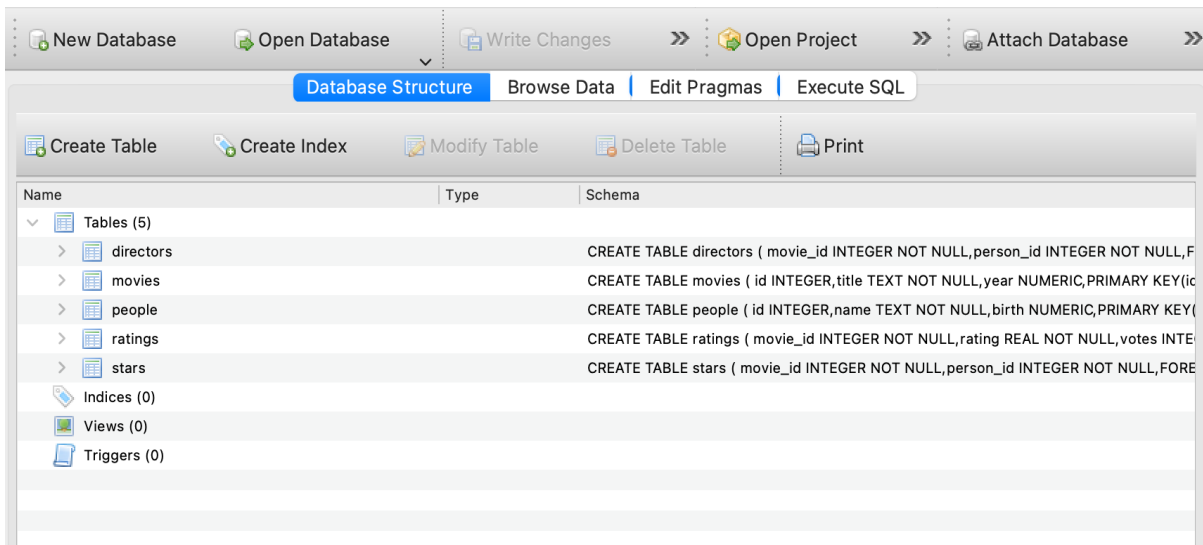 New Database Open Database Write Changes Open Project Attach Database
Database Structure Browse Data Edit Pragmas Execute SQL
Create Table Create Index Modify Table Delete Table Print
Name Type Schema
Tables (5)
directors CREATE TABLE directors ( movie_id INTEGER NOT NULL,person_id INTEGER NOT NULL,F
movies CREATE TABLE movies ( id INTEGER,title TEXT NOT NULL,year NUMERIC,PRIMARY KEY(id
people CREATE TABLE people ( id INTEGER,name TEXT NOT NULL,birth NUMERIC,PRIMARY KEY(
ratings CREATE TABLE ratings ( movie_id INTEGER NOT NULL,rating REAL NOT NULL,votes INTE
stars CREATE TABLE stars ( movie_id INTEGER NOT NULL,person_id INTEGER NOT NULL,FORE
Indices (0)
Views (0)
Triggers (0)